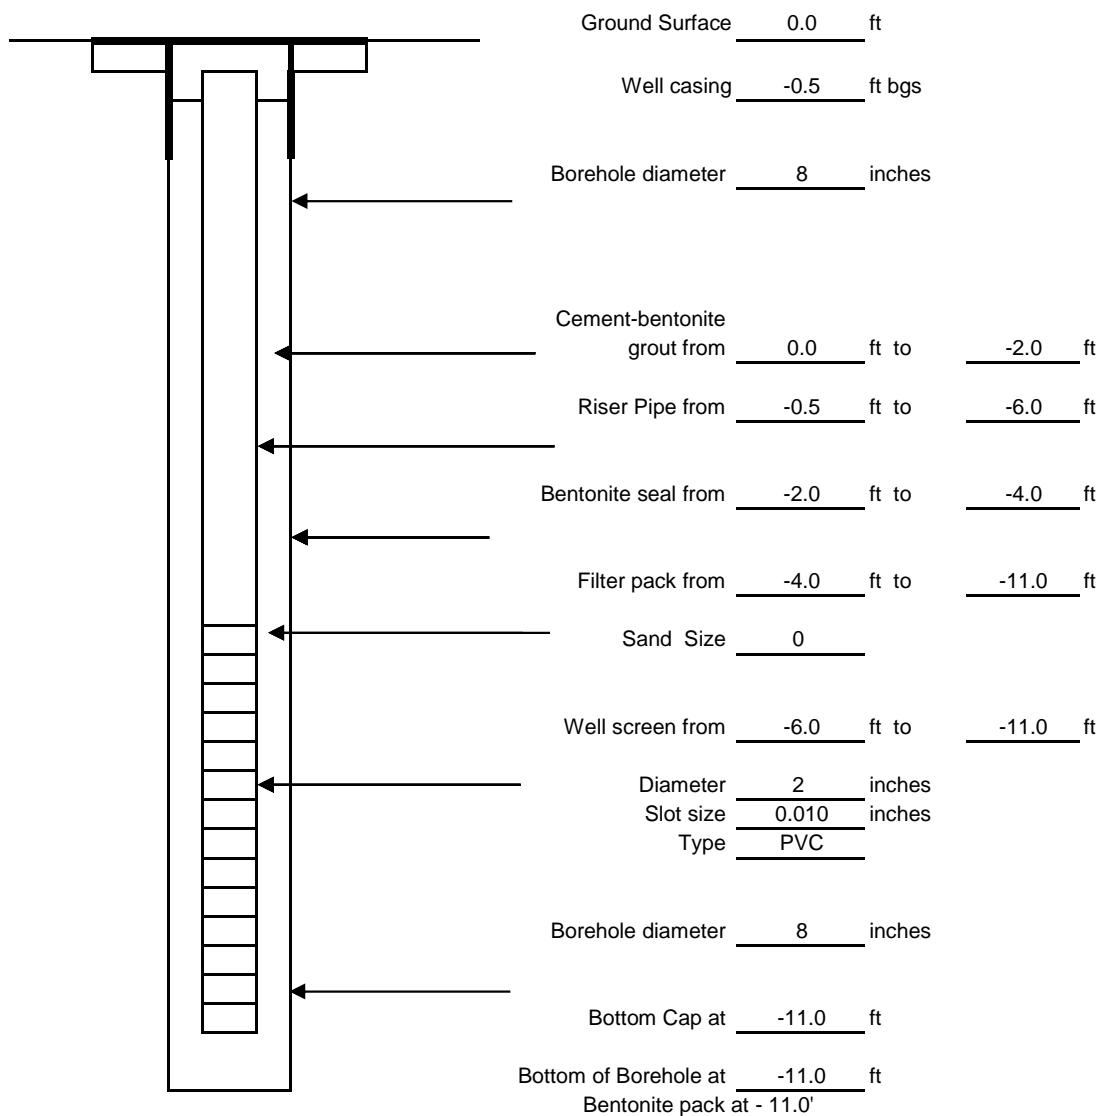 Ground Surface 0.0 ft
Well casing -0.5 ft bgs
Borehole diameter 8 inches
Cement-bentonite
grout from 0.0 ft to -2.0 ft
Riser Pipe from -0.5 ft to -6.0 ft
Bentonite seal from -2.0 ft to -4.0 ft
Filter pack from -4.0 ft to -11.0 ft
Sand Size 0
Well screen from -6.0 ft to -11.0 ft
Diameter 2 inches
Slot size 0.010 inches
Type PVC
Borehole diameter 8 inches
Bottom Cap at -11.0 ft
Bottom of Borehole at -11.0 ft
Bentonite pack at - 11.0'